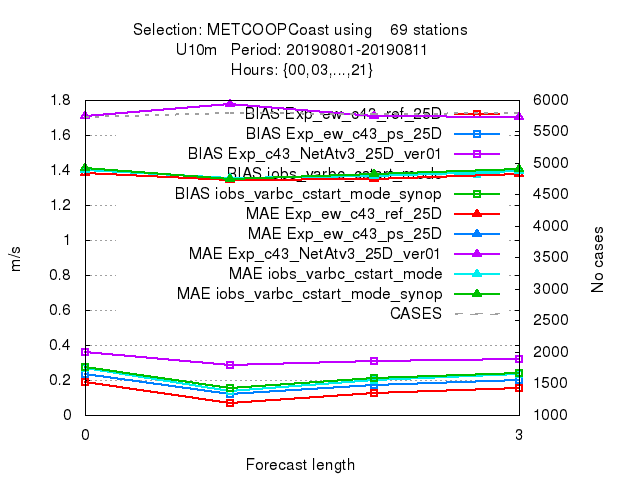 Selection: METCOOPCoast using 69 stations
U10m Period: 20190801-20190811
Hours: {00,03,...,21}
1.8
1.6
1.4
1.2
1
0.8
0.6
0.4
0.2
0
m/s
BIAS Exp_ew_c43_ref_25D
BIAS Exp_ew_c43_ps_25D
BIAS Exp_c43_NetAtv3_25D_ver01
BIAS iobs_varbc_cstart_mode
BIAS iobs_varbc_cstart_mode_synop
MAE Exp_ew_c43_ref_25D
MAE Exp_ew_c43_ps_25D
MAE Exp_c43_NetAtv3_25D_ver01
MAE iobs_varbc_cstart_mode
MAE iobs_varbc_cstart_mode_synop
CASES
6000
5500
5000
4500
4000
3500
3000
2500
2000
1500
1000
No cases
0 3
Forecast length